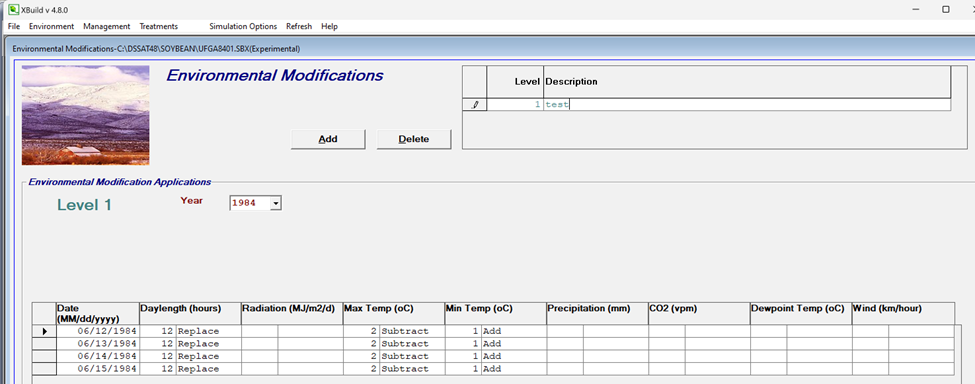 XBuild v 4.8.0
File Environment Management Treatments Simulation Options Refresh Help
Environmental Modifications-C:\DSSAT48\SOYBEAN\UFGA8401.SBX(Experimental)
Environmental Modifications
Level Description
1 test
Add Delete
Environmental Modification Applications
Level 1 Year 1984
Date (MM/dd/yyyy) Daylength (hours) Radiation (MJ/m2/d) Max Temp (oC) Min Temp (oC) Precipitation (mm) CO2 (vpm) Dewpoint Temp (oC) Wind (km/hour)
06/12/1984 12 Replace 2 Subtract 1 Add
06/13/1984 12 Replace 2 Subtract 1 Add
06/14/1984 12 Replace 2 Subtract 1 Add
06/15/1984 12 Replace 2 Subtract 1 Add